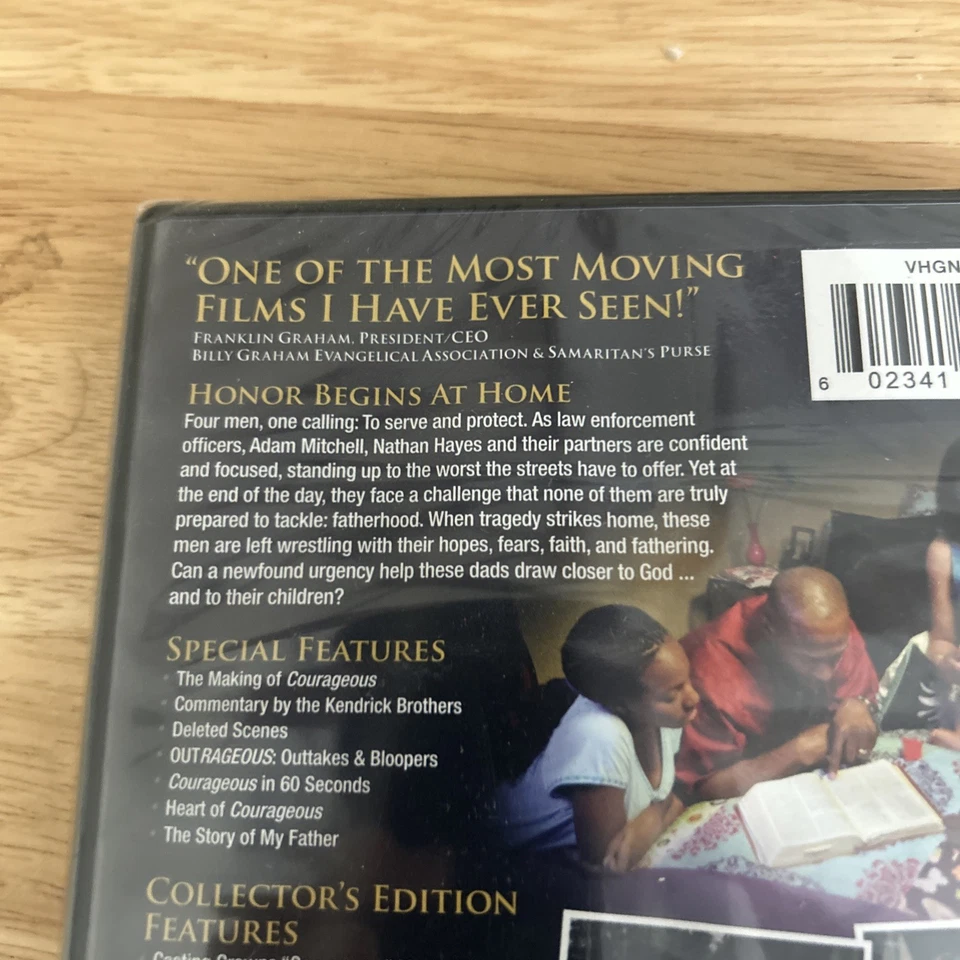 “ONE OF THE MOST MOVING
FILMS I HAVE EVER SEEN!”
FRANKLIN GRAHAM, PRESIDENT/CEO
BILLY GRAHAM EVANGELICAL ASSOCIATION & SAMARITAN'S PURSE
HONOR BEGINS AT HOME
Four men, one calling: To serve and protect. As law enforcement
officers, Adam Mitchell, Nathan Hayes and their partners are confident
and focused, standing up to the worst the streets have to offer. Yet at
the end of the day, they face a challenge that none of them are truly
prepared to tackle: fatherhood. When tragedy strikes home, these
men are left wrestling with their hopes, fears, faith, and fathering.
Can a newfound urgency help these dads draw closer to God ...
and to their children?
SPECIAL FEATURES
The Making of Courageous
Commentary by the Kendrick Brothers
Deleted Scenes
OUTRAGEOUS: Outtakes & Bloopers
Courageous in 60 Seconds
Heart of Courageous
The Story of My Father
COLLECTOR'S EDITION
FEATURES
VHGN
6 02341